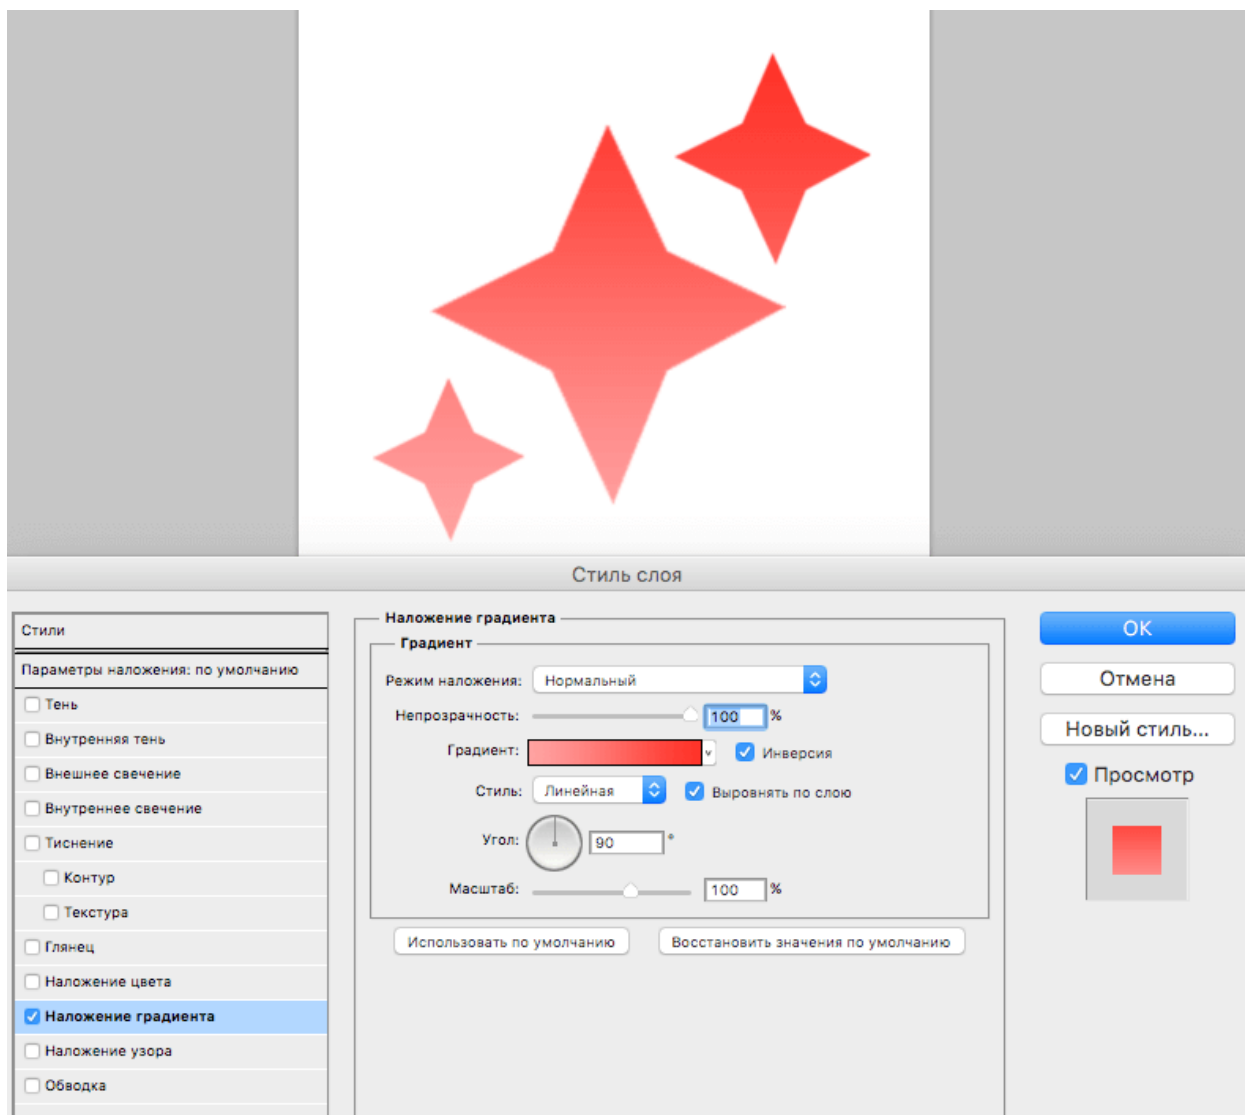 Стиль слоя
Стили
Параметры наложения: по умолчанию
Тень
Внутренняя тень
Внешнее свечение
Внутреннее свечение
Тиснение
Контур
Текстура
Глянец
Наложение цвета
Наложение градиента
Наложение узора
Обводка
Наложение градиента
Градиент
Режим наложения: Нормальный
Непрозрачность: 100 %
Градиент: Инверсия
Стиль: Линейная Выровнять по слою
Угол: 90 °
Масштаб: 100 %
Использовать по умолчанию Восстановить значения по умолчанию
OK
Отмена
Новый стиль...
Просмотр